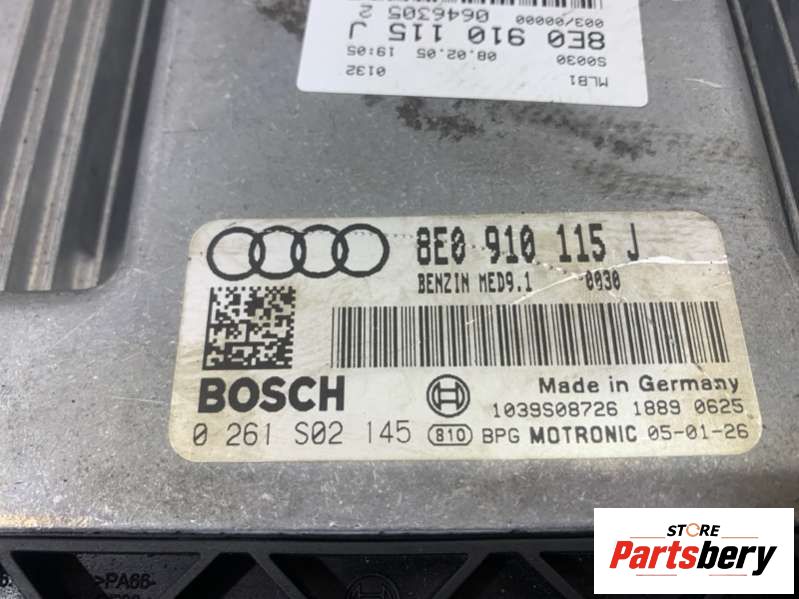 MLB1 0132
S0030 08.02.05 19:05
8E0 910 115 J
003/00000 0646305 2
8E0 910 115 J
BENZIN MED9.1 -0030
BOSCH
Made in Germany
1039S08726 1889 0625
0 261 S02 145 810 BPG MOTRONIC 05-01-26
>PA66-
STORE
Partsbery